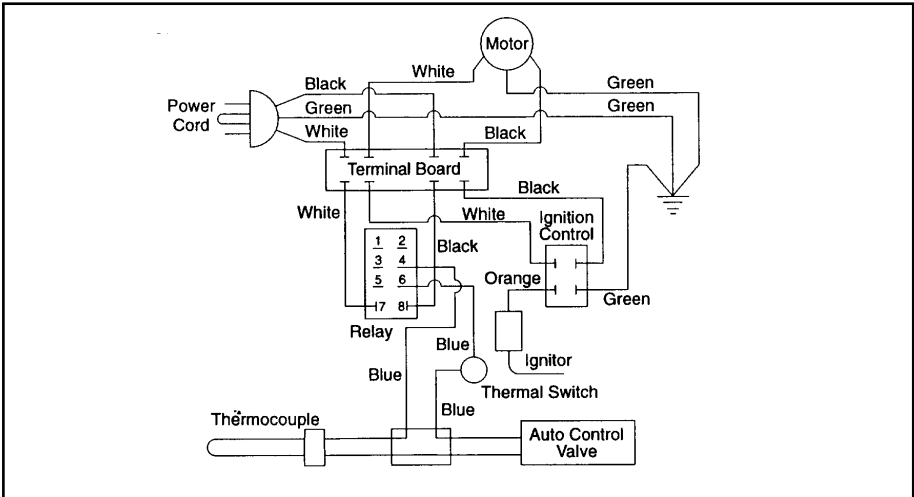 Motor
White
Black
Green
Power
Cord
Green
Green
White
Black
Terminal Board
Black
White
White
Ignition
Control
1 2
3 4
5 6
7 8
Black
Orange
Green
Relay
Blue
Ignitor
Blue
Thermal Switch
Blue
Thermocouple
Auto Control
Valve